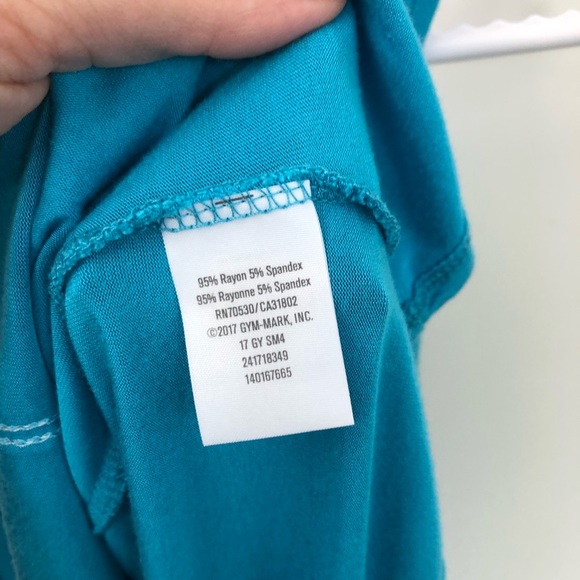 95% Rayon 5% Spandex
95% Rayonne 5% Spandex
RN70530/CA31802
©2017 GYM-MARK, INC.
17 GY SM4
241718349
140167665